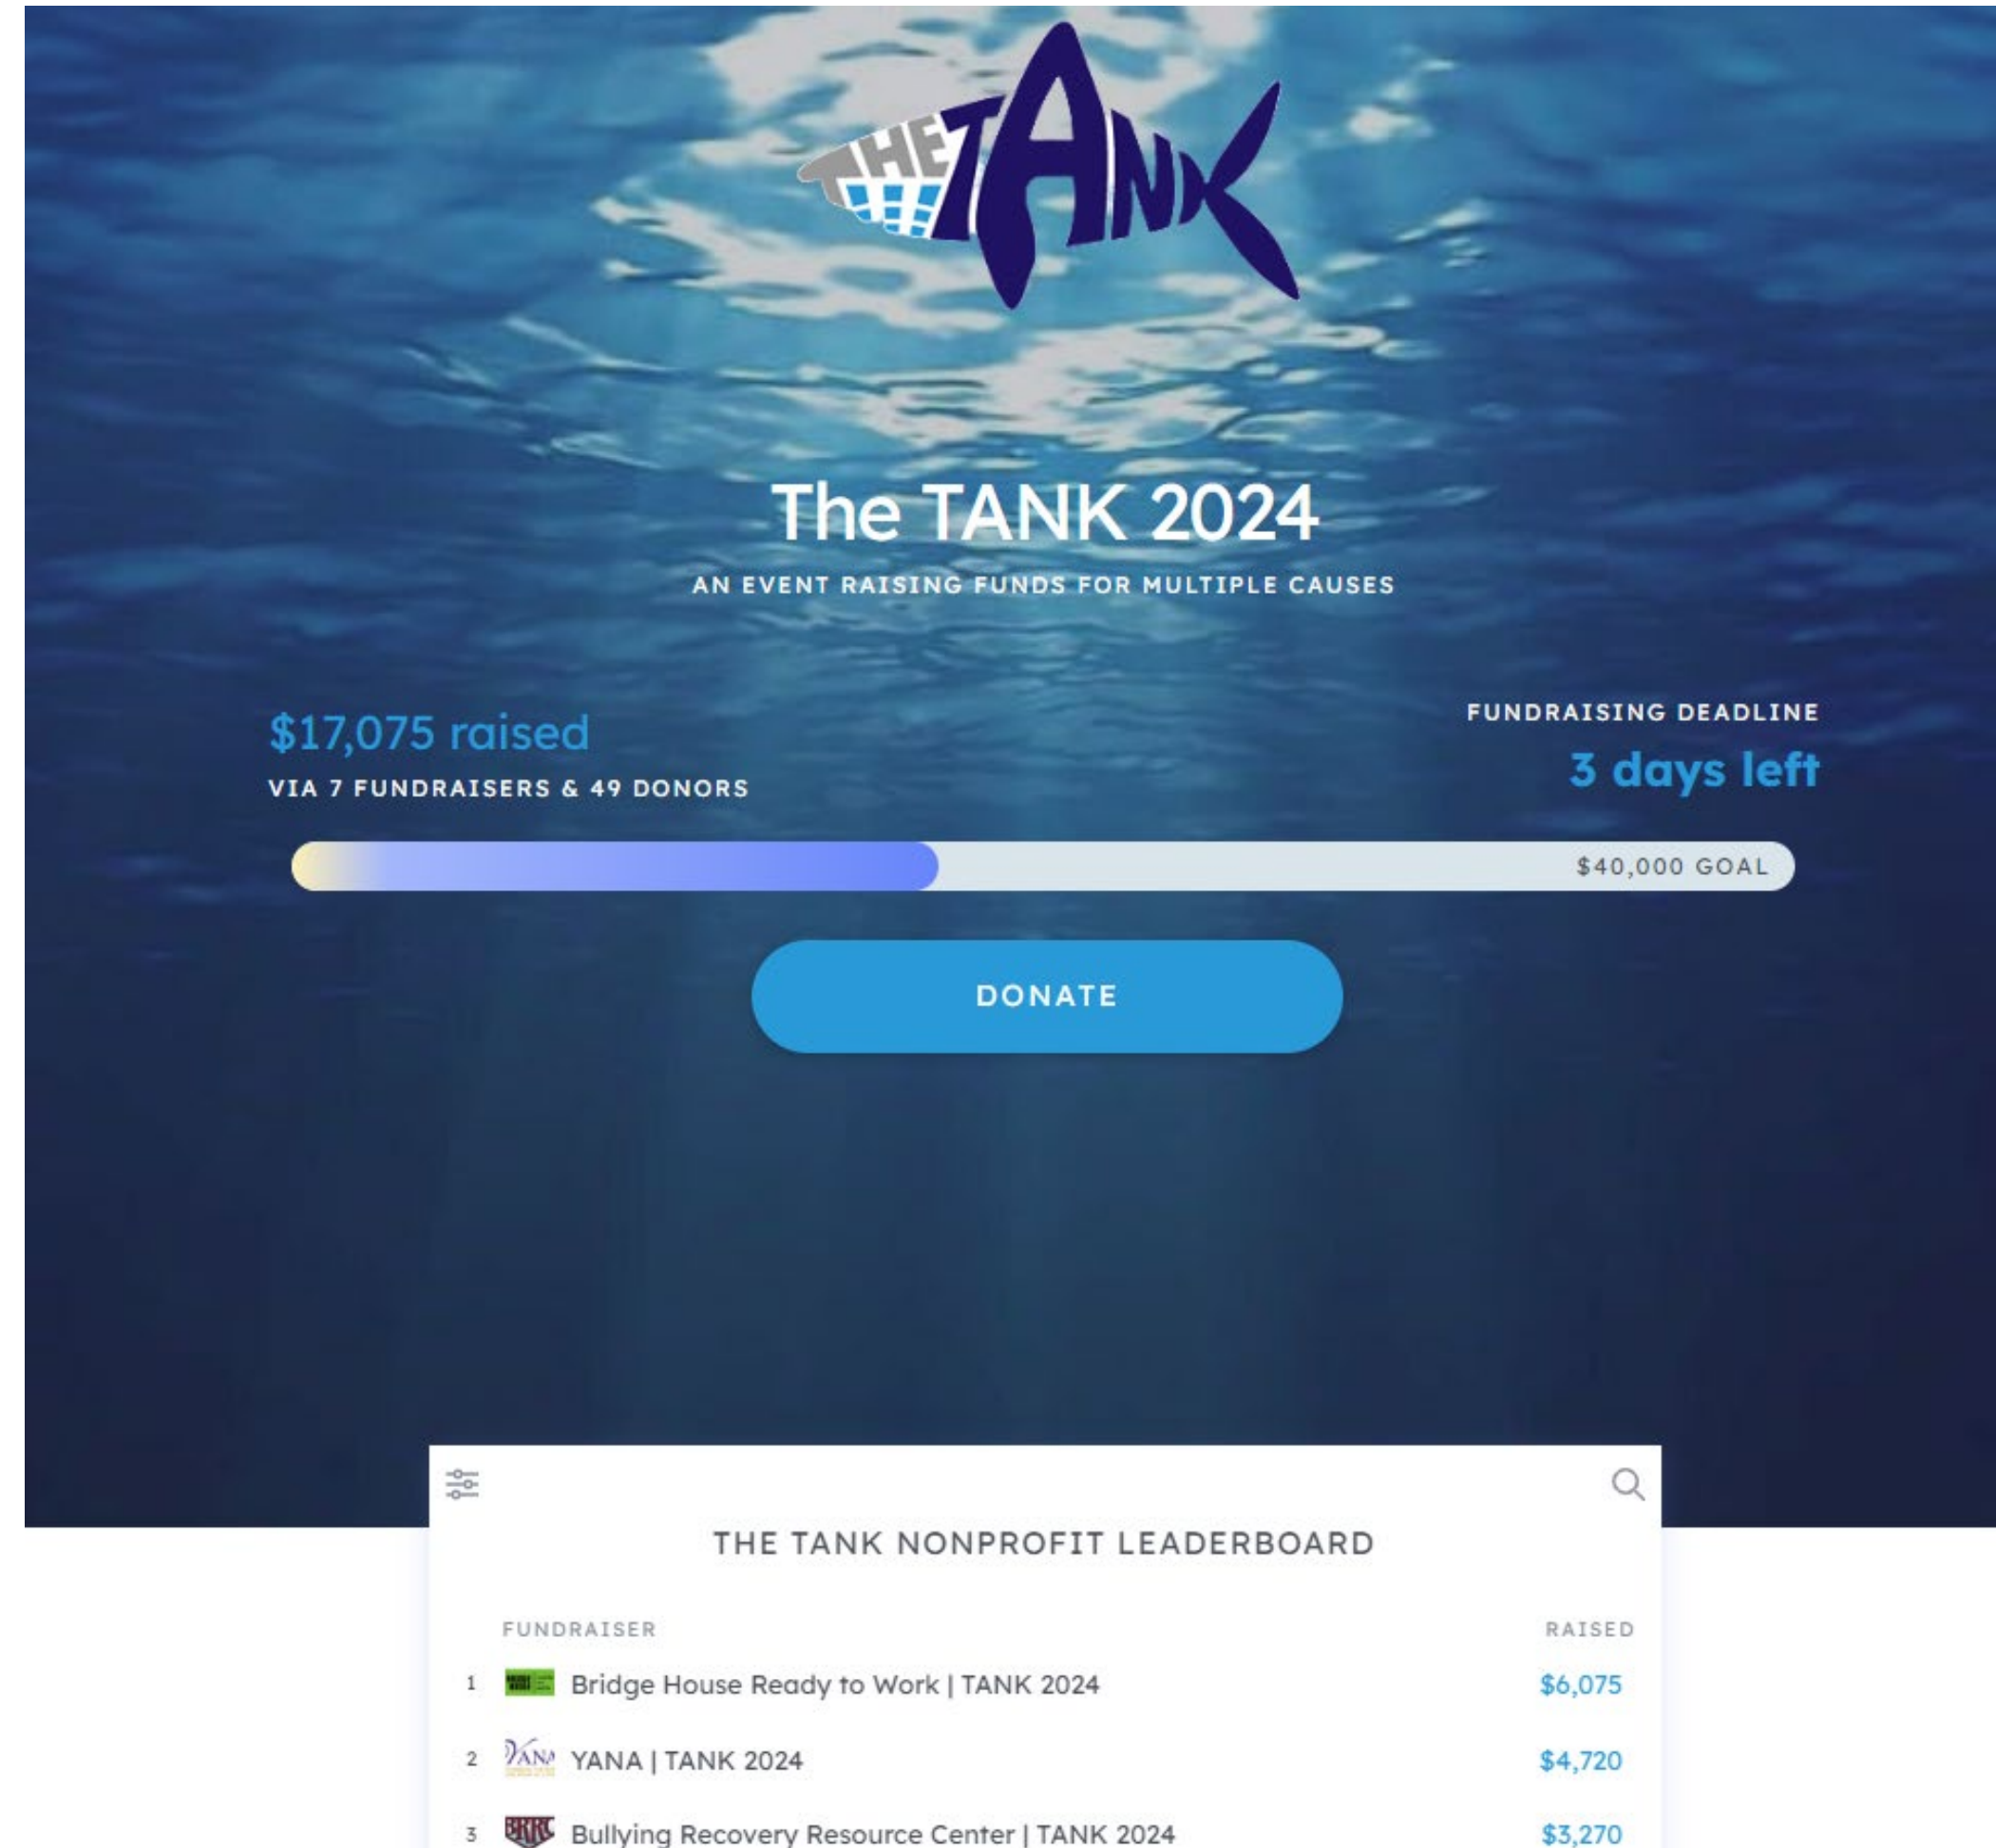 THE TANK
The TANK 2024
AN EVENT RAISING FUNDS FOR MULTIPLE CAUSES
$17,075 raised
VIA 7 FUNDRAISERS & 49 DONORS
FUNDRAISING DEADLINE
3 days left
$40,000 GOAL
DONATE
THE TANK NONPROFIT LEADERBOARD
FUNDRAISER RAISED
1 Bridge House Ready to Work | TANK 2024 $6,075
2 YANA YANA | TANK 2024 $4,720
3 BRRC Bullying Recovery Resource Center | TANK 2024 $3,270